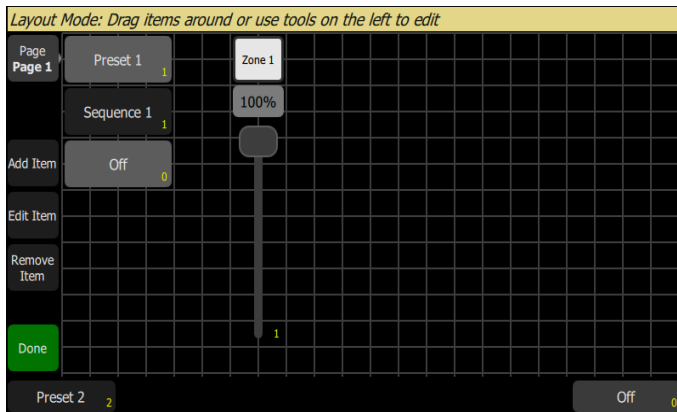 Layout Mode: Drag items around or use tools on the left to edit
Page
Page 1
Preset 1
1
Zone 1
100%
Sequence 1
1
Add Item
Off
0
Edit Item
Remove
Item
1
Done
Preset 2
2
Off
0